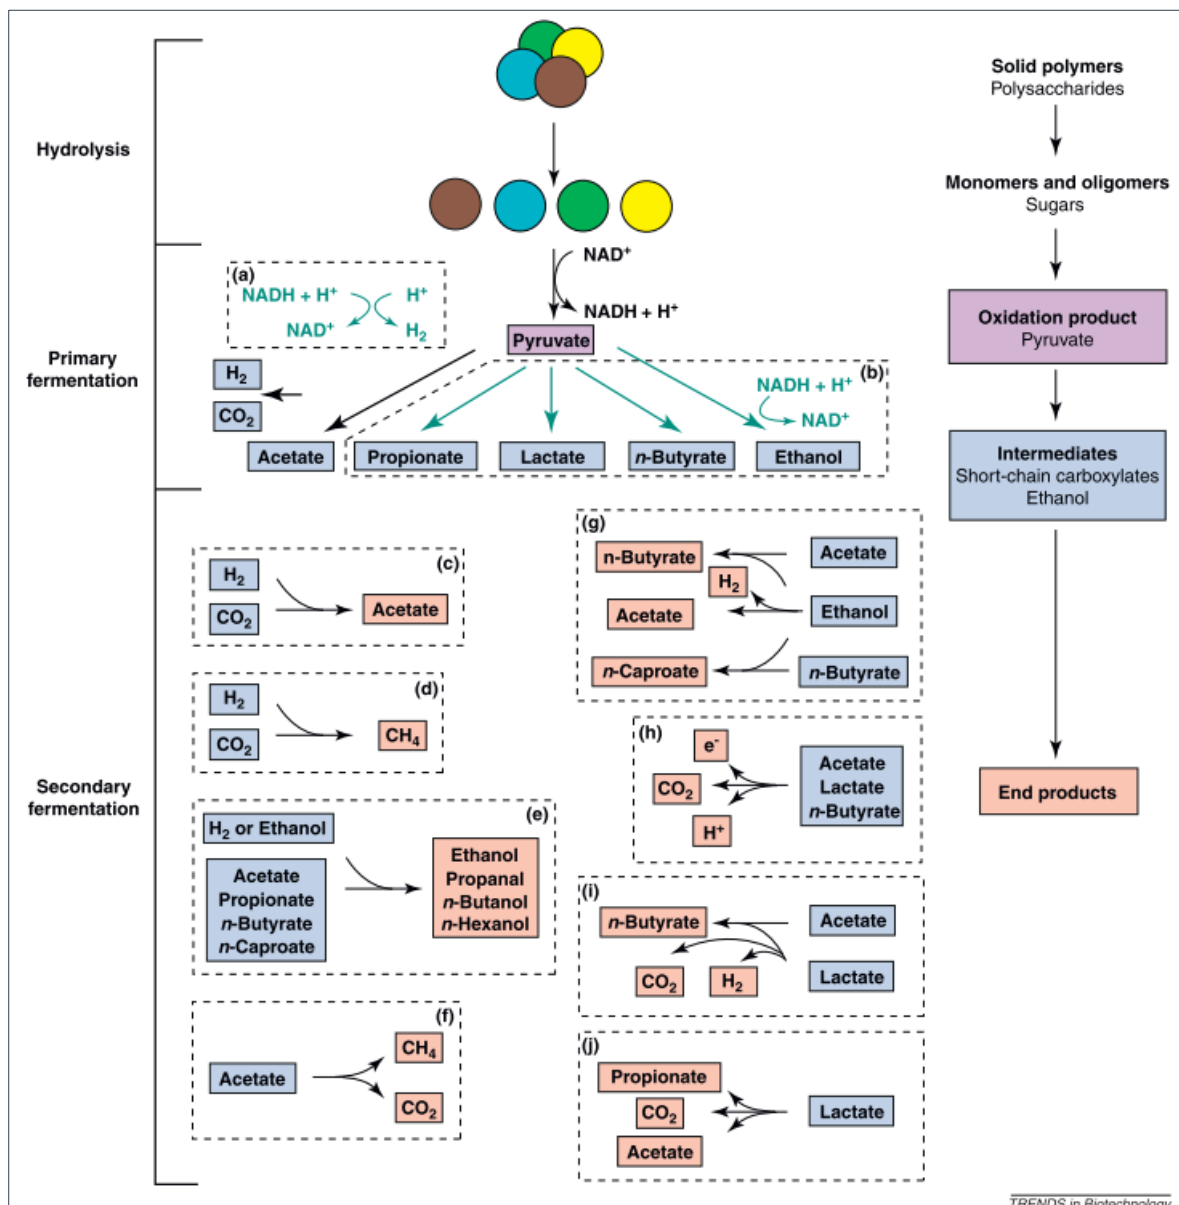 Hydrolysis
Solid polymers
Polysaccharides
Monomers and oligomers
Sugars
Primary
fermentation
(a)
NADH + H⁺
H⁺
NAD⁺
H₂
NAD⁺
NADH + H⁺
Pyruvate
Oxidation product
Pyruvate
H₂
CO₂
(b)
NADH + H⁺
NAD⁺
Acetate
Propionate
Lactate
n-Butyrate
Ethanol
Intermediates
Short-chain carboxylates
Ethanol
Secondary
fermentation
(c)
H₂
CO₂
Acetate
(d)
H₂
CO₂
CH₄
(e)
H₂ or Ethanol
Acetate
Propionate
n-Butyrate
n-Caproate
Ethanol
Propanal
n-Butanol
n-Hexanol
(f)
Acetate
CH₄
CO₂
(g)
n-Butyrate
Acetate
H₂
Acetate
Ethanol
n-Caproate
n-Butyrate
(h)
e⁻
CO₂
H⁺
Acetate
Lactate
n-Butyrate
(i)
n-Butyrate
Acetate
CO₂
H₂
Lactate
(j)
Propionate
CO₂
Acetate
Lactate
End products
TRENDS in Biotechnology